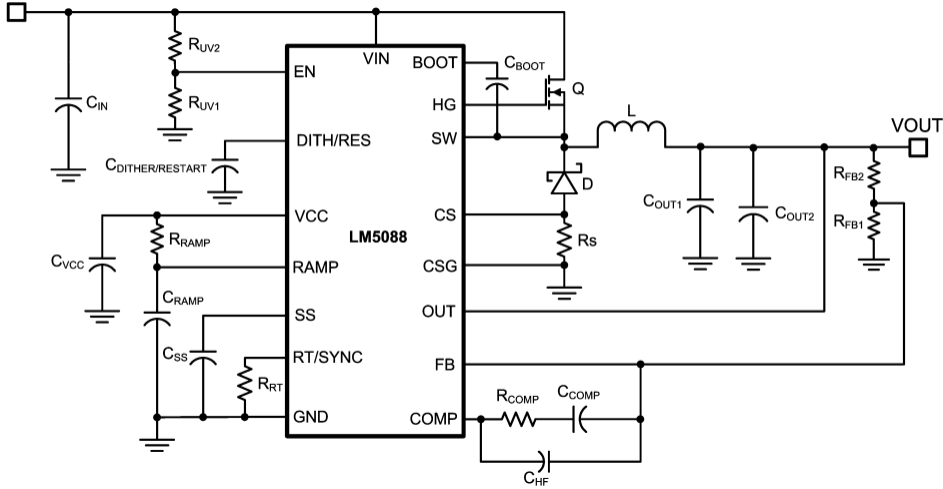 RUV2
RUV1
CIN
CDITHER/RESTART
CVCC
RRAMP
CRAMP
CSS
RRT
VIN
EN
DITH/RES
VCC
RAMP
SS
RT/SYNC
GND
LM5088
BOOT
HG
SW
CS
CSG
OUT
FB
COMP
CBOOT
Q
L
D
Rs
VOUT
COUT1
COUT2
RFB2
RFB1
RCOMP
CCOMP
CHF